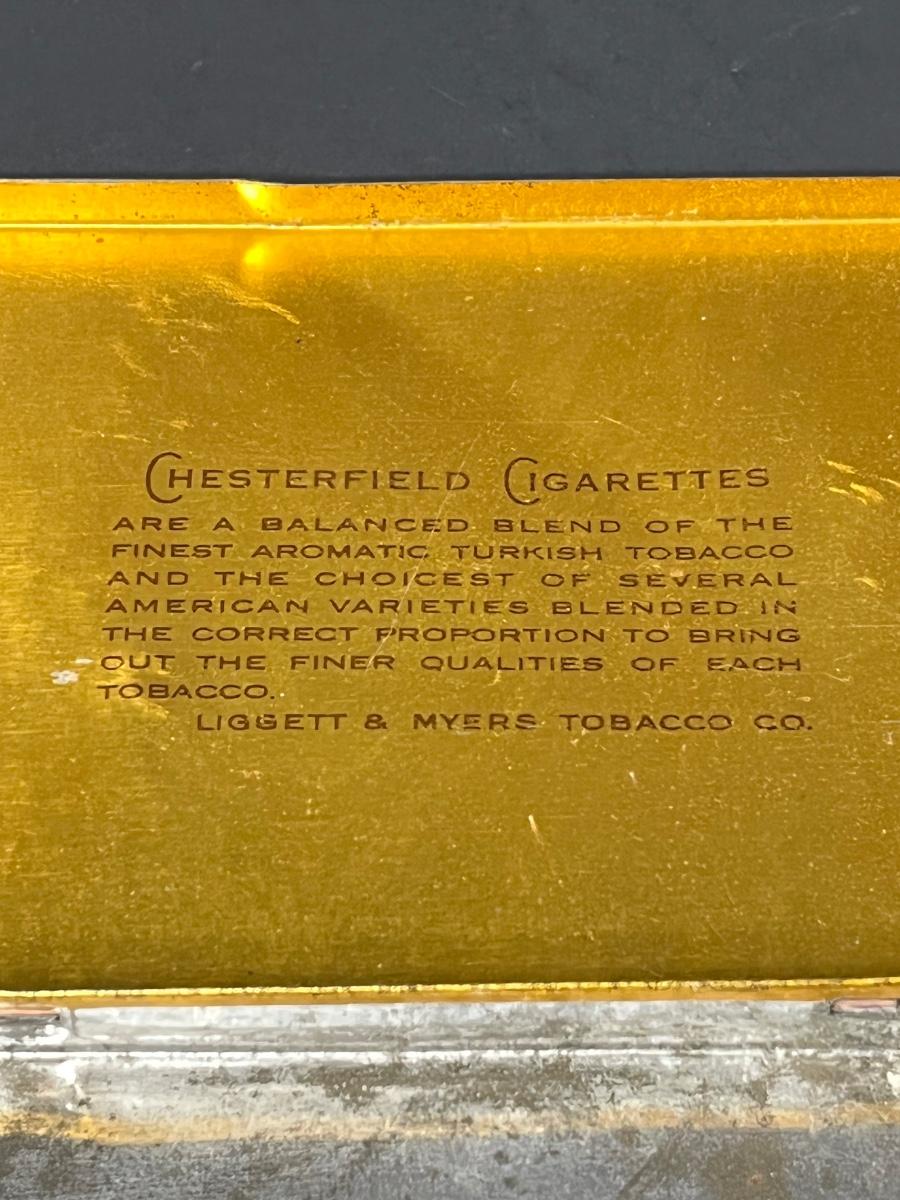 CHESTERFIELD CIGARETTES
ARE A BALANCED BLEND OF THE
FINEST AROMATIC TURKISH TOBACCO
AND THE CHOICEST OF SEVERAL
AMERICAN VARIETIES BLENDED IN
THE CORRECT PROPORTION TO BRING
OUT THE FINER QUALITIES OF EACH
TOBACCO.
LIGGETT & MYERS TOBACCO CO.